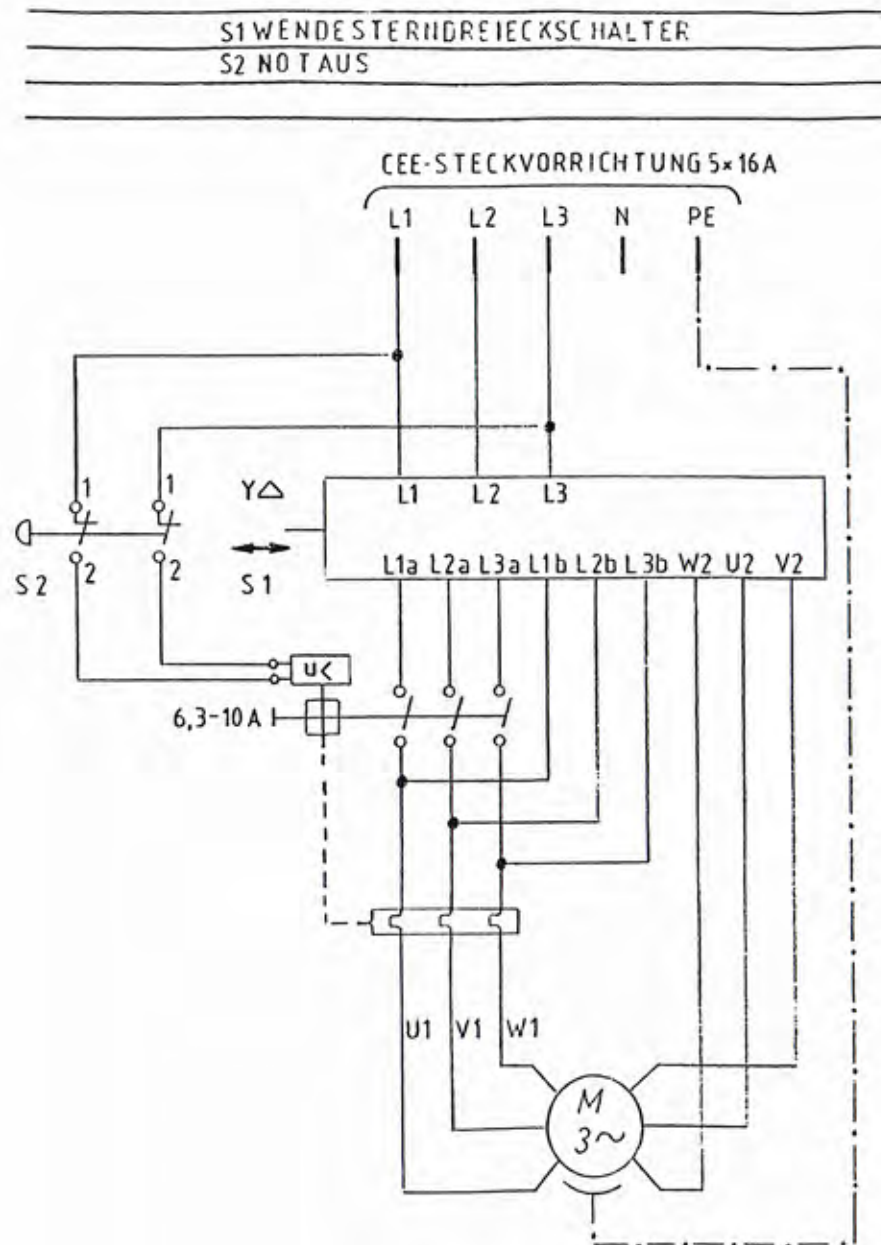 S1 WENDESTERNDREIECKSCHALTER
S2 NOTAUS
CEE-STECKVORRICHTUNG 5×16A
L1 L2 L3 N PE
1 1 Y△ L1 L2 L3
L1a L2a L3a L1b L2b L3b W2 U2 V2
S2 2 2 S1
U<
6,3-10A
U1 V1 W1
M
3~